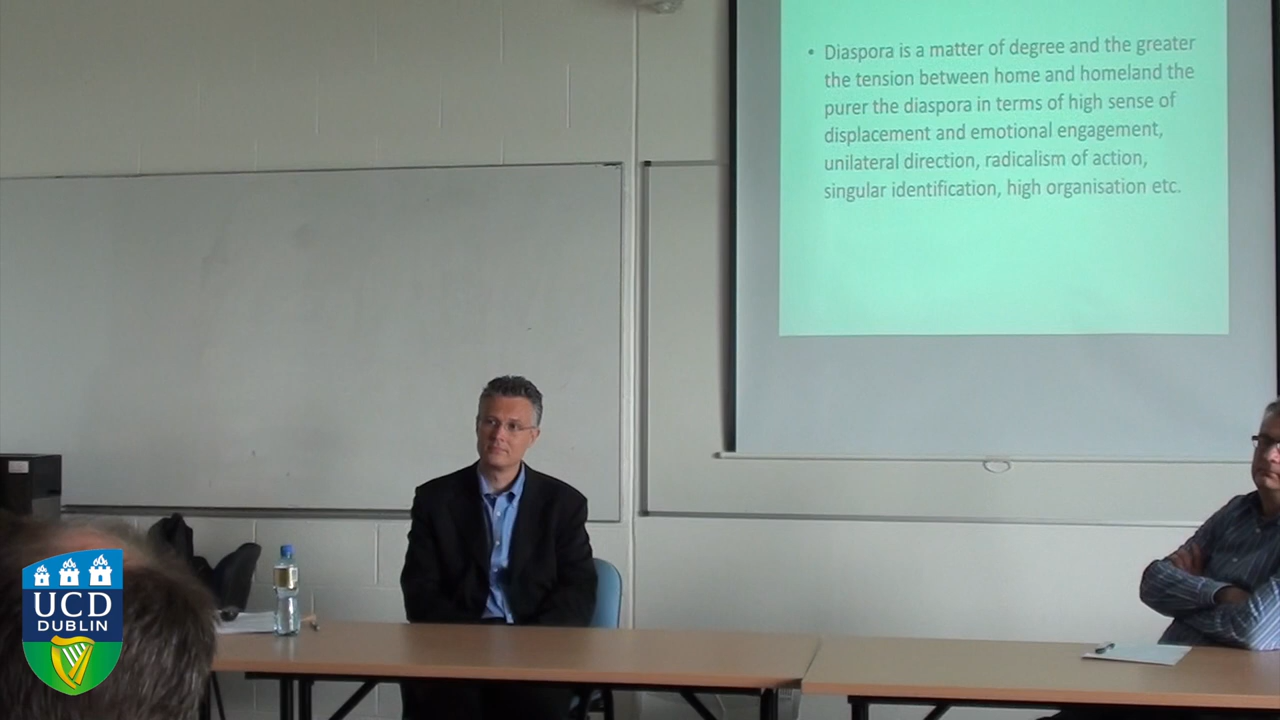 • Diaspora is a matter of degree and the greater
the tension between home and homeland the
purer the diaspora in terms of high sense of
displacement and emotional engagement,
unilateral direction, radicalism of action,
singular identification, high organisation etc.
UCD
DUBLIN